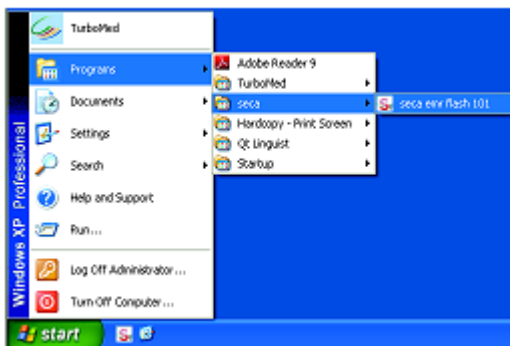 TurboMed
Programs
Documents
Settings
Search
Help and Support
Run...
Log Off Administrator...
Turn Off Computer...
Windows XP Professional
Adobe Reader 9
TurboMed
seca
Hardcopy - Print Screen
Qt Linguist
Startup
seca emr flash 101
start